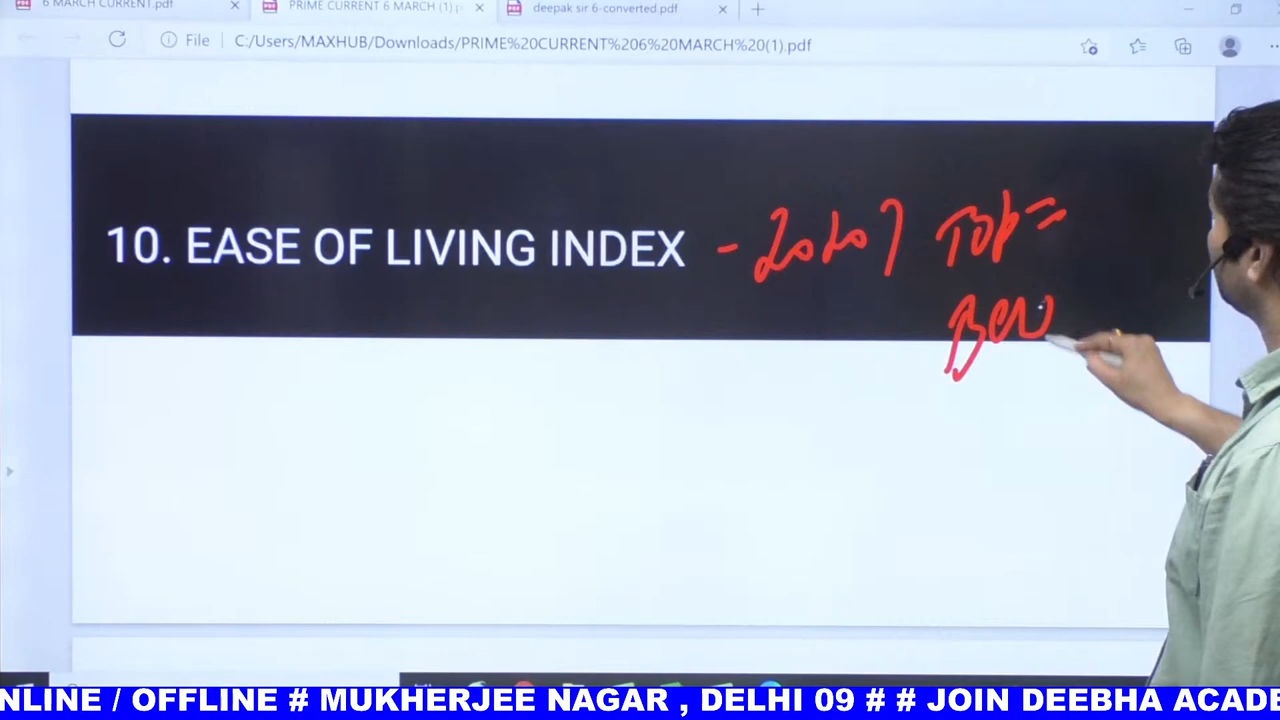 6 MARCH CURRENT.pdf
PRIME CURRENT 6 MARCH (1).p
deepak sir 6-converted.pdf
File
C:/Users/MAXHUB/Downloads/PRIME%20CURRENT%206%20MARCH%20(1).pdf
10. EASE OF LIVING INDEX - 2020 } Top =
Ben
NLINE / OFFLINE # MUKHERJEE NAGAR , DELHI 09 # # JOIN DEEBHA ACADE